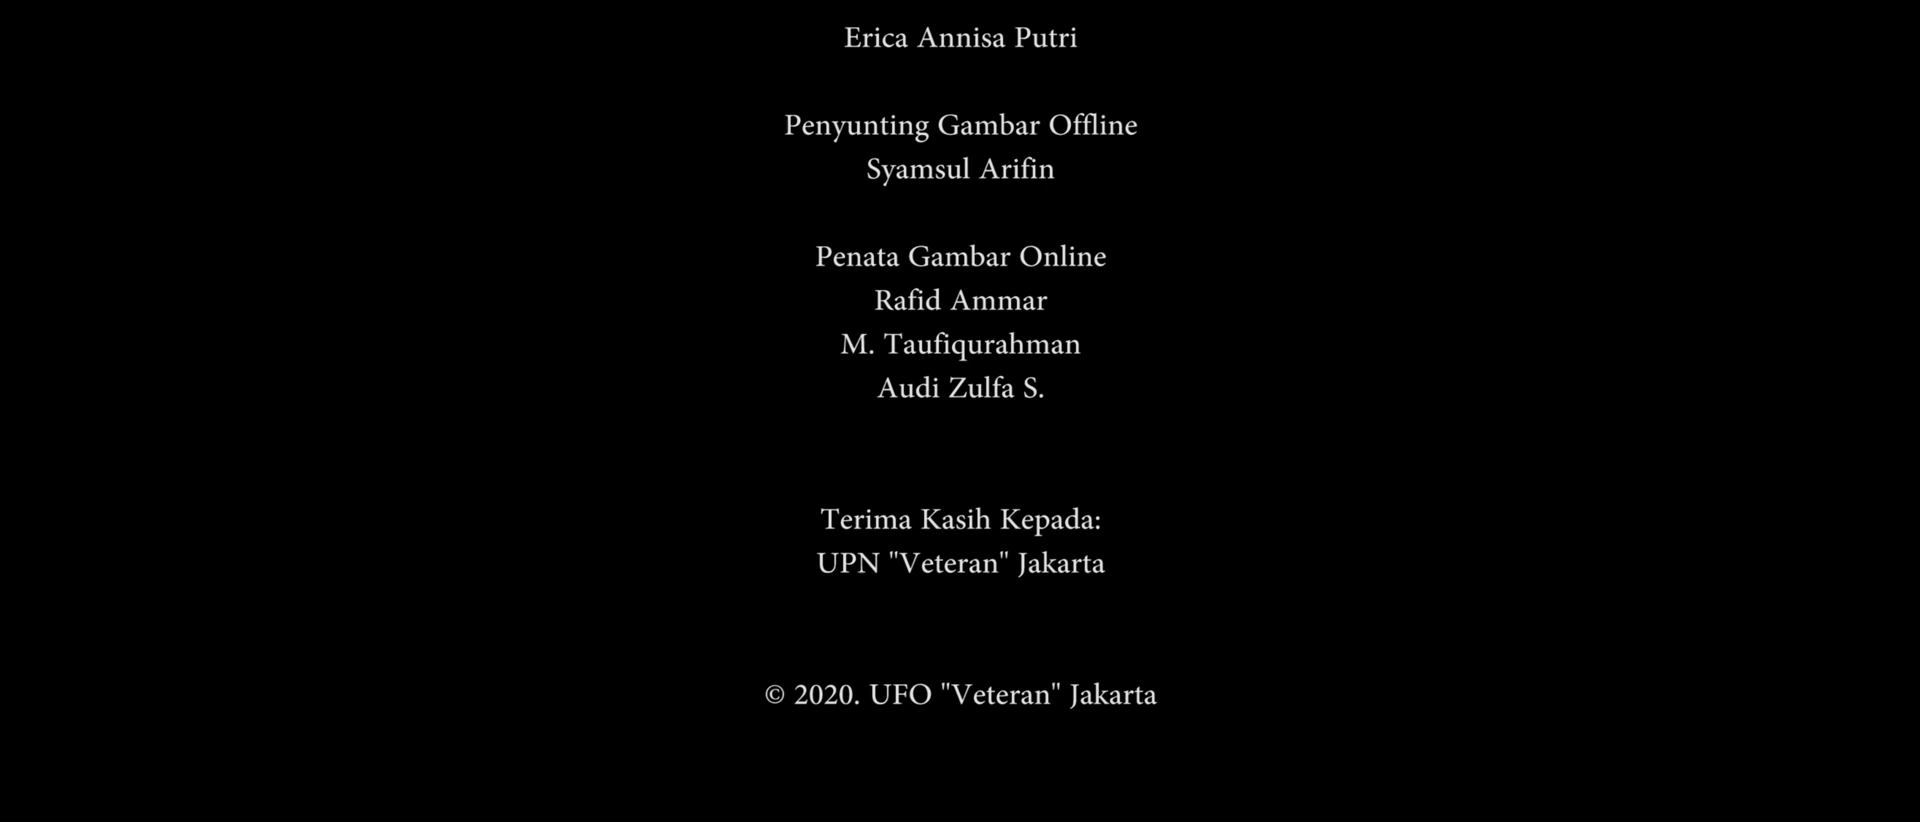 Erica Annisa Putri
Penyunting Gambar Offline
Syamsul Arifin
Penata Gambar Online
Rafid Ammar
M. Taufiqurahman
Audi Zulfa S.
Terima Kasih Kepada:
UPN "Veteran" Jakarta
© 2020. UFO "Veteran" Jakarta